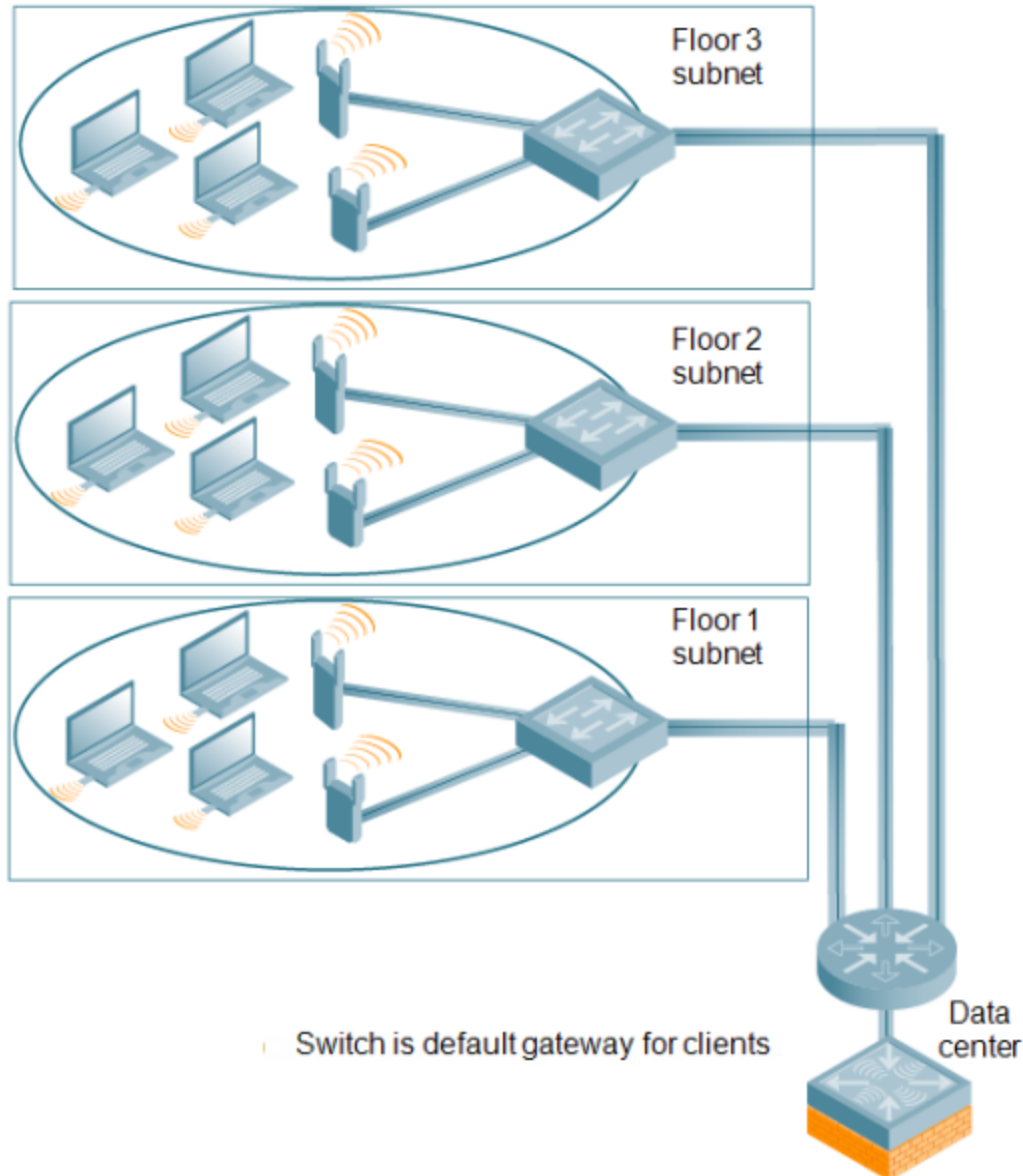 Floor 3
subnet
Floor 2
subnet
Floor 1
subnet
Switch is default gateway for clients
Data
center